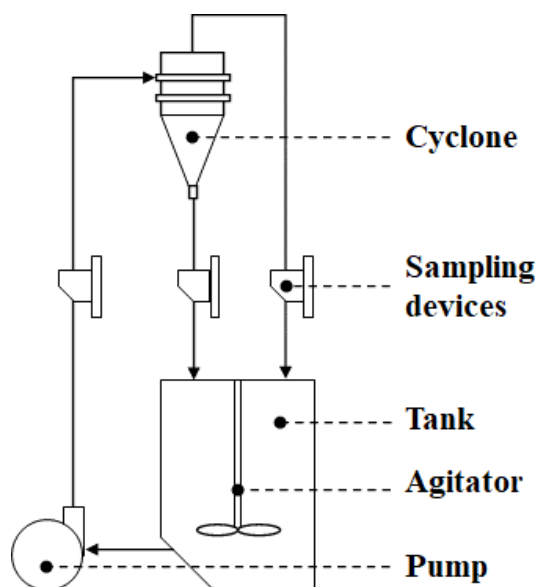 Cyclone
Sampling
devices
Tank
Agitator
Pump